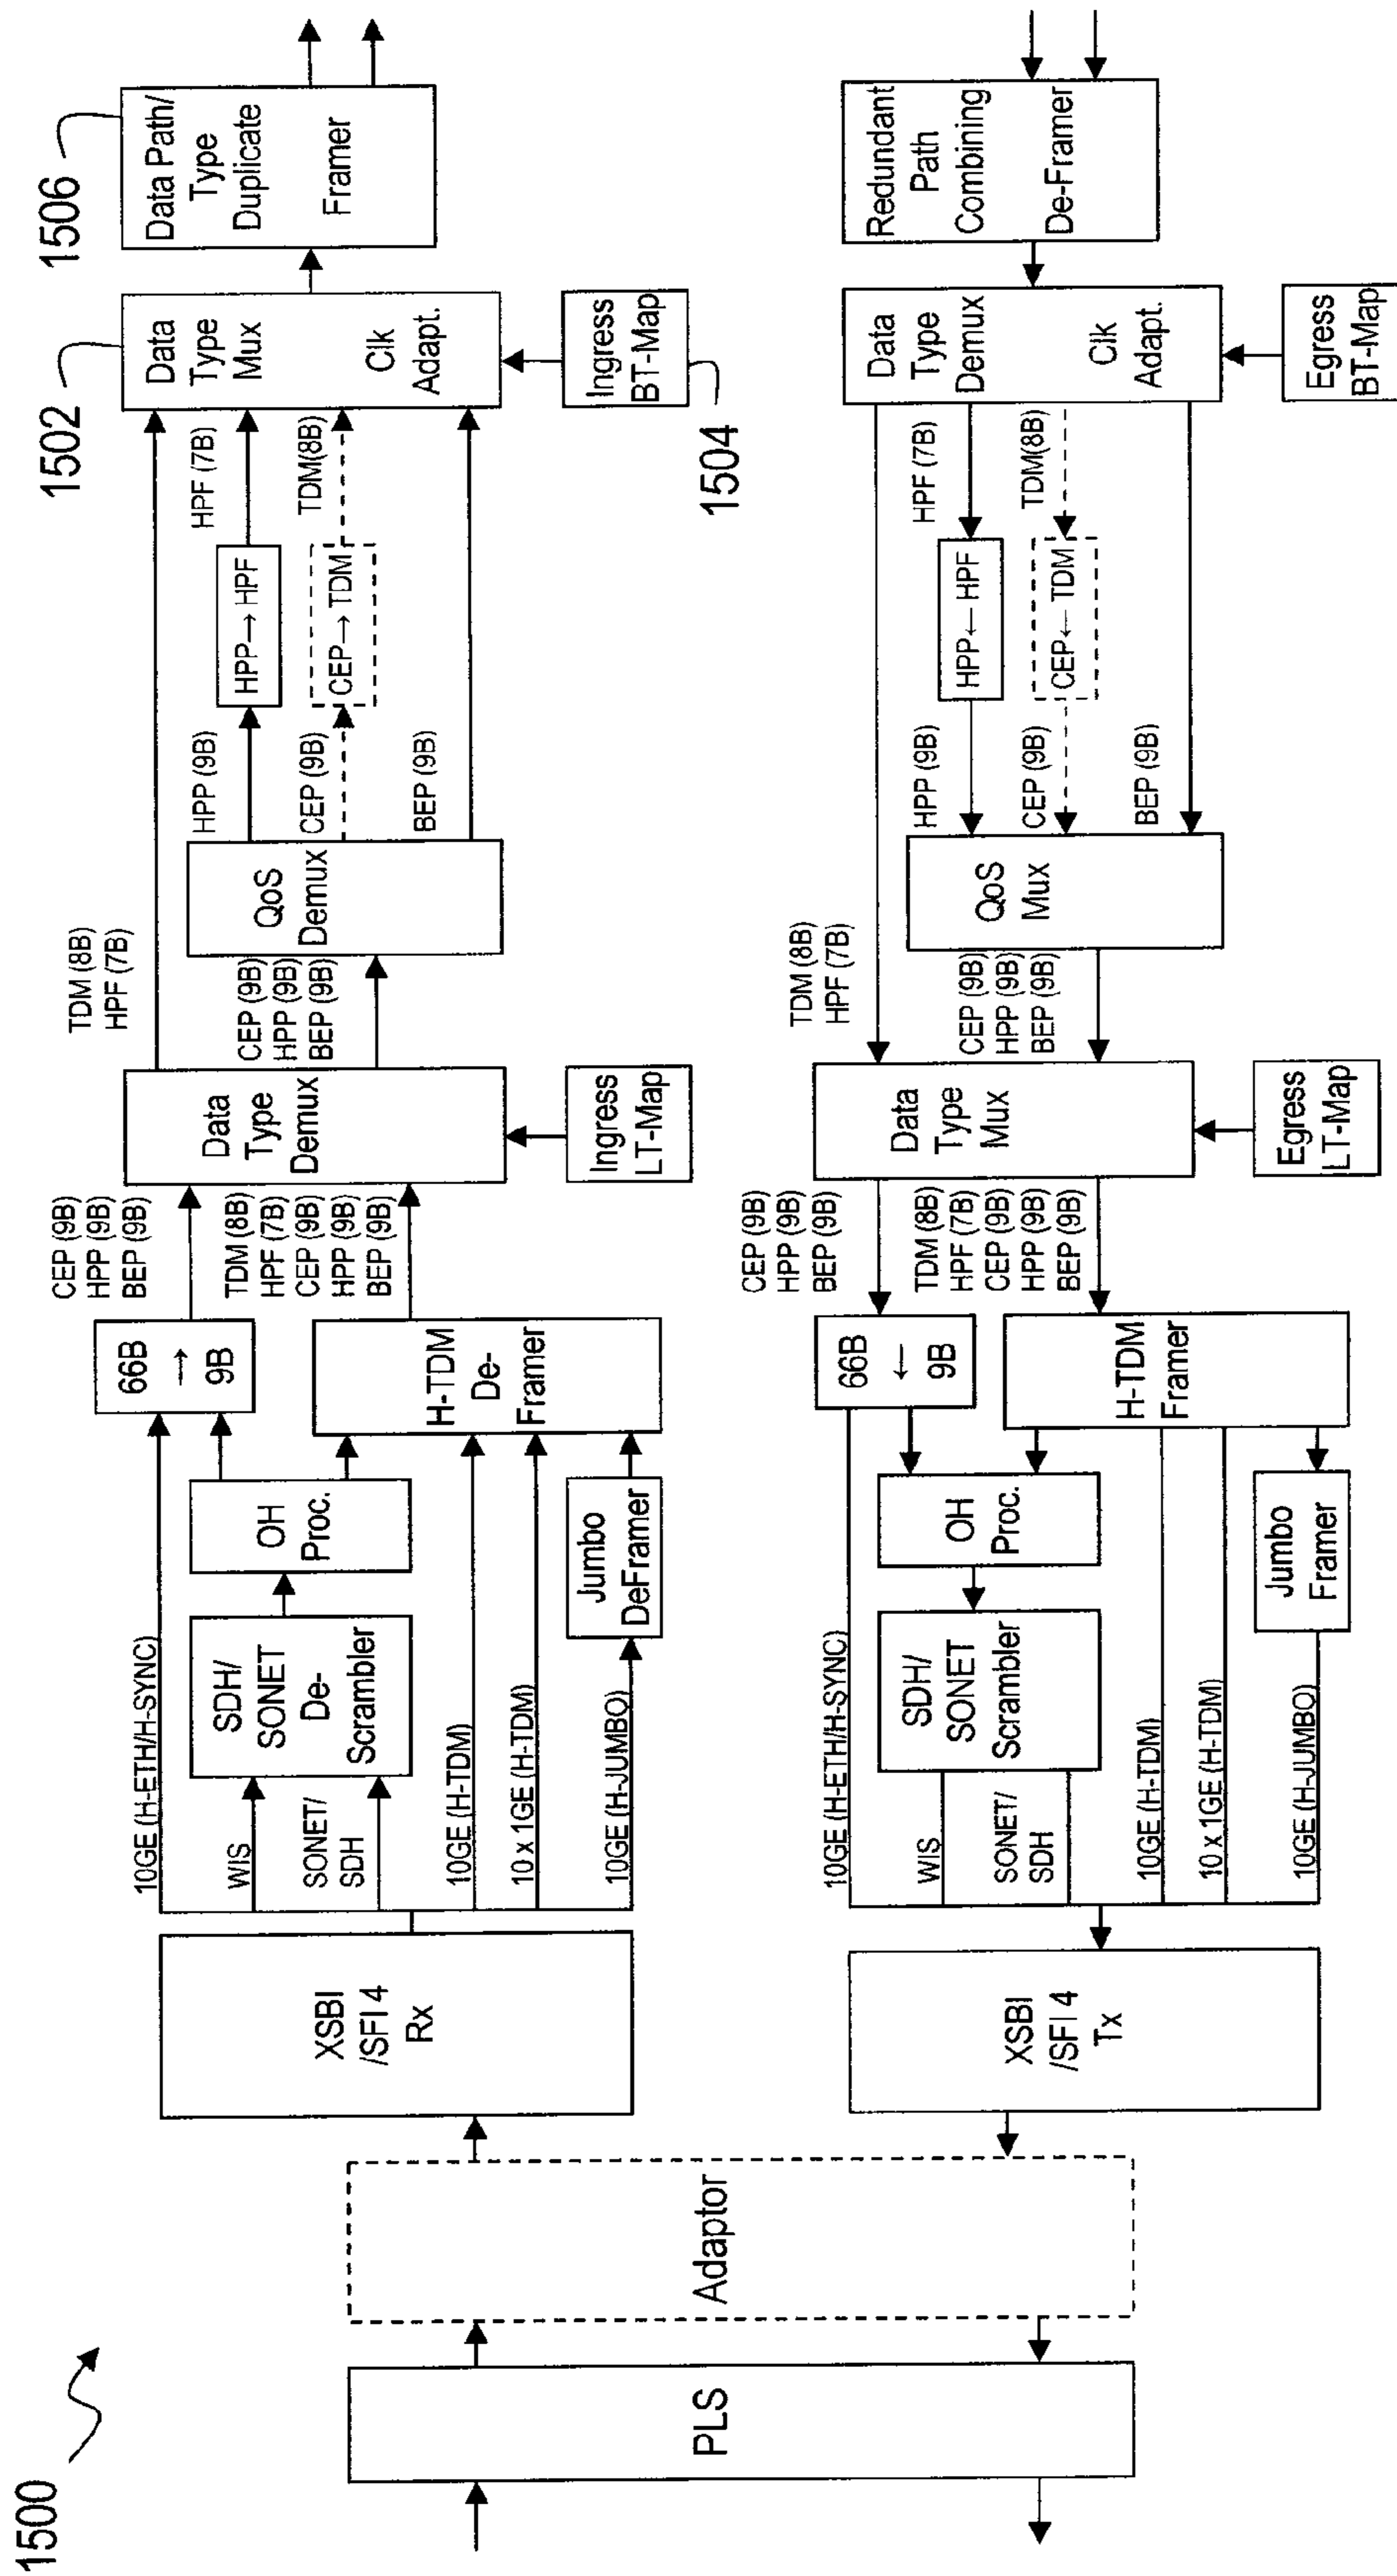 1500
PLS
Adaptor
XSBI
/SFI 4
Rx
10GE (H-ETH/H-SYNC)
WIS
SONET/
SDH
10GE (H-TDM)
10 x 1GE (H-TDM)
10GE (H-JUMBO)
SDH/
SONET
De-
Scrambler
OH
Proc.
Jumbo
DeFramer
66B
→
9B
H-TDM
De-
Framer
CEP (9B)
HPP (9B)
BEP (9B)
TDM (8B)
HPF (7B)
CEP (9B)
HPP (9B)
BEP (9B)
Data
Type
Demux
Ingress
LT-Map
TDM (8B)
HPF (7B)
CEP (9B)
HPP (9B)
BEP (9B)
QoS
Demux
HPP (9B)
CEP (9B)
BEP (9B)
HPP→HPF
CEP→TDM
HPF (7B)
TDM(8B)
1502
Data
Type
Mux
Clk
Adapt.
Ingress
BT-Map
1504
1506
Data Path/
Type
Duplicate
Framer
XSBI
/SFI 4
Tx
10GE (H-ETH/H-SYNC)
WIS
SONET/
SDH
10GE (H-TDM)
10 x 1GE (H-TDM)
10GE (H-JUMBO)
SDH/
SONET
Scrambler
OH
Proc.
Jumbo
Framer
66B
←
9B
H-TDM
Framer
CEP (9B)
HPP (9B)
BEP (9B)
TDM (8B)
HPF (7B)
CEP (9B)
HPP (9B)
BEP (9B)
Data
Type
Mux
Egress
LT-Map
TDM (8B)
HPF (7B)
CEP (9B)
HPP (9B)
BEP (9B)
QoS
Mux
HPP (9B)
CEP (9B)
BEP (9B)
HPP←HPF
CEP←TDM
HPF (7B)
TDM(8B)
Data
Type
Demux
Clk
Adapt.
Egress
BT-Map
Redundant
Path
Combining
De-Framer